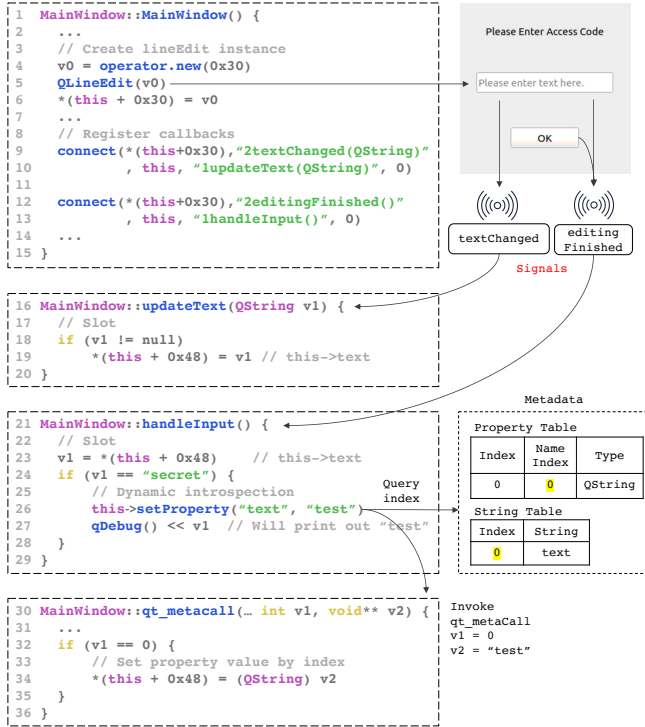 1 MainWindow::MainWindow() {
2 ...
3 // Create lineEdit instance
4 v0 = operator.new(0x30)
5 QLineEdit(v0)
6 *(this + 0x30) = v0
7 ...
8 // Register callbacks
9 connect(*(this+0x30),“2textChanged(QString)”
10 , this, “1updateText(QString)”, 0)
11
12 connect(*(this+0x30),“2editingFinished()”
13 , this, “1handleInput()”, 0)
14 ...
15 }
Please Enter Access Code
Please enter text here.
OK
textChanged
editing
Finished
Signals
16 MainWindow::updateText(QString v1) {
17 // Slot
18 if (v1 != null)
19 *(this + 0x48) = v1 // this->text
20 }
21 MainWindow::handleInput() {
22 // Slot
23 v1 = *(this + 0x48) // this->text
24 if (v1 == “secret”) {
25 // Dynamic introspection
26 this->setProperty(“text”, “test”)
27 qDebug() << v1 // Will print out “test”
28 }
29 }
Query
index
Metadata
Property Table
Index Name Index Type
0 0 QString
String Table
Index String
0 text
30 MainWindow::qt_metacall(… int v1, void** v2) {
31 ...
32 if (v1 == 0) {
33 // Set property value by index
34 *(this + 0x48) = (QString) v2
35 }
36 }
Invoke
qt_metaCall
v1 = 0
v2 = “test”